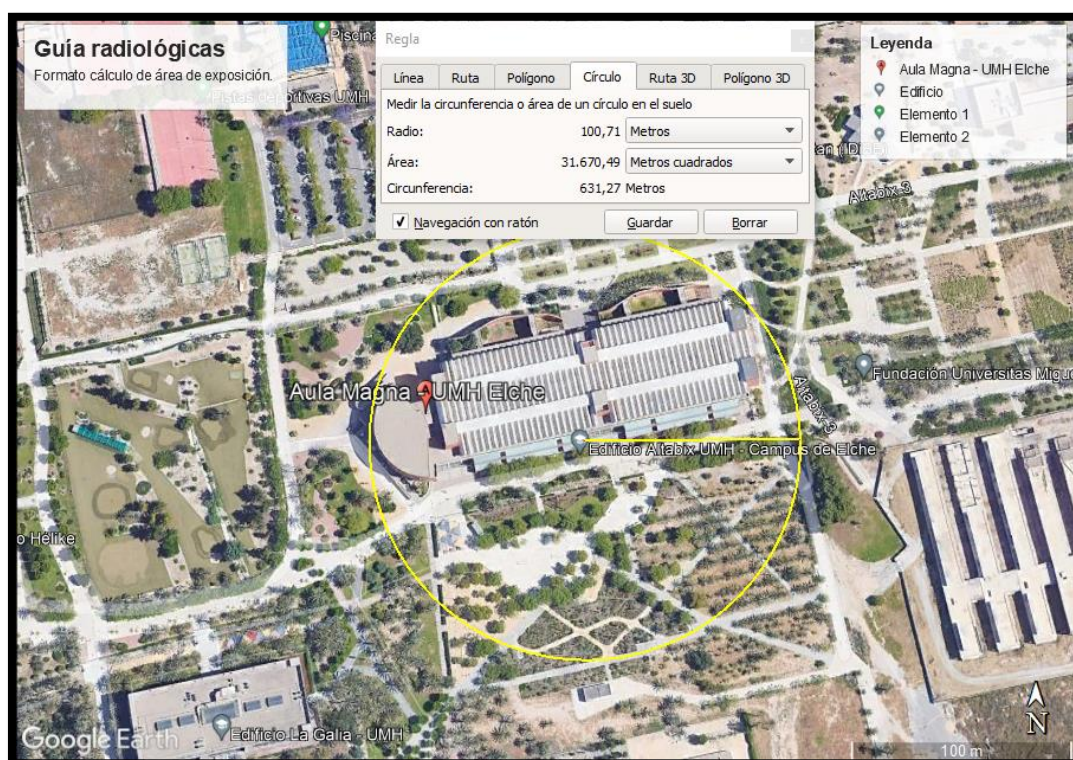 Guía radiológicas
Formato cálculo de área de exposición.
Piscina
Pistas deportivas UMH
Regla
Línea
Ruta
Polígono
Círculo
Ruta 3D
Polígono 3D
Medir la circunferencia o área de un círculo en el suelo
Radio: 100,71 Metros
Área: 31.670,49 Metros cuadrados
Circunferencia: 631,27 Metros
Navegación con ratón
Guardar
Borrar
Leyenda
Aula Magna - UMH Elche
Edificio
Elemento 1
Elemento 2
Altabix 3
Aula Magna - UMH Elche
Fundación Universitas Migu
Altabix 3
Edificio Altabix UMH - Campus de Elche
o Hélike
Edificio La Galia - UMH
Google Earth
N
100 m